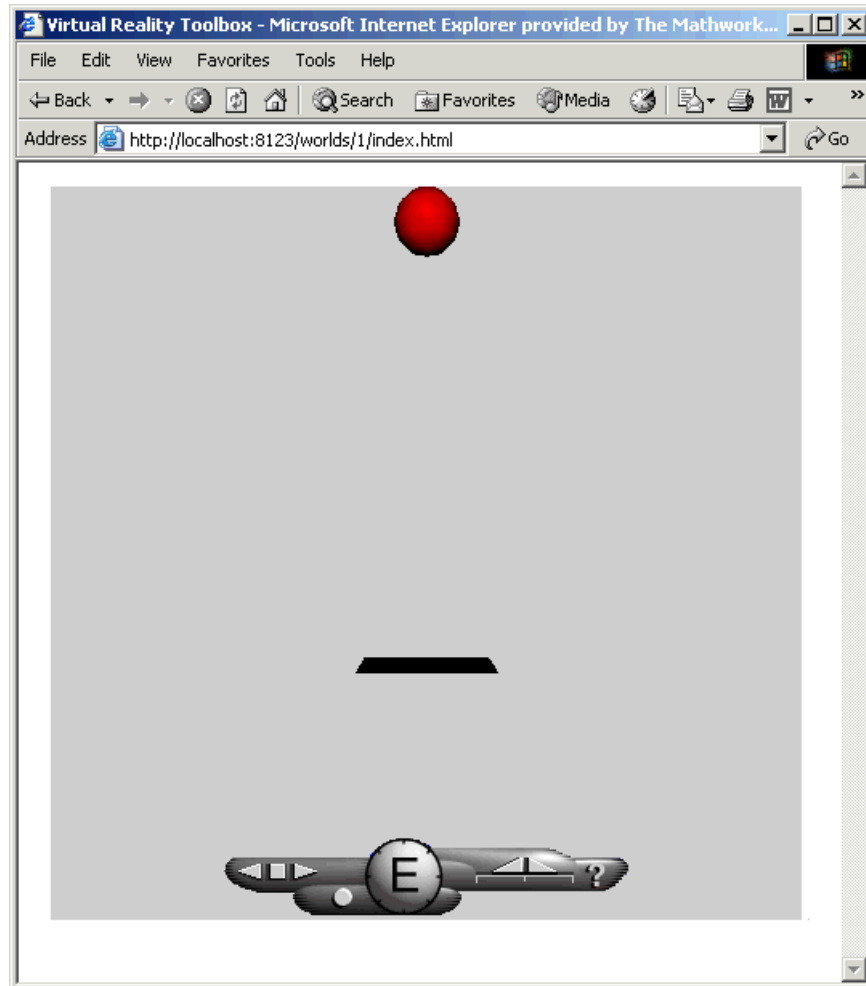 Virtual Reality Toolbox - Microsoft Internet Explorer provided by The Mathwork...
File Edit View Favorites Tools Help
Back Search Favorites Media W »
Address http://localhost:8123/worlds/1/index.html Go
E
?